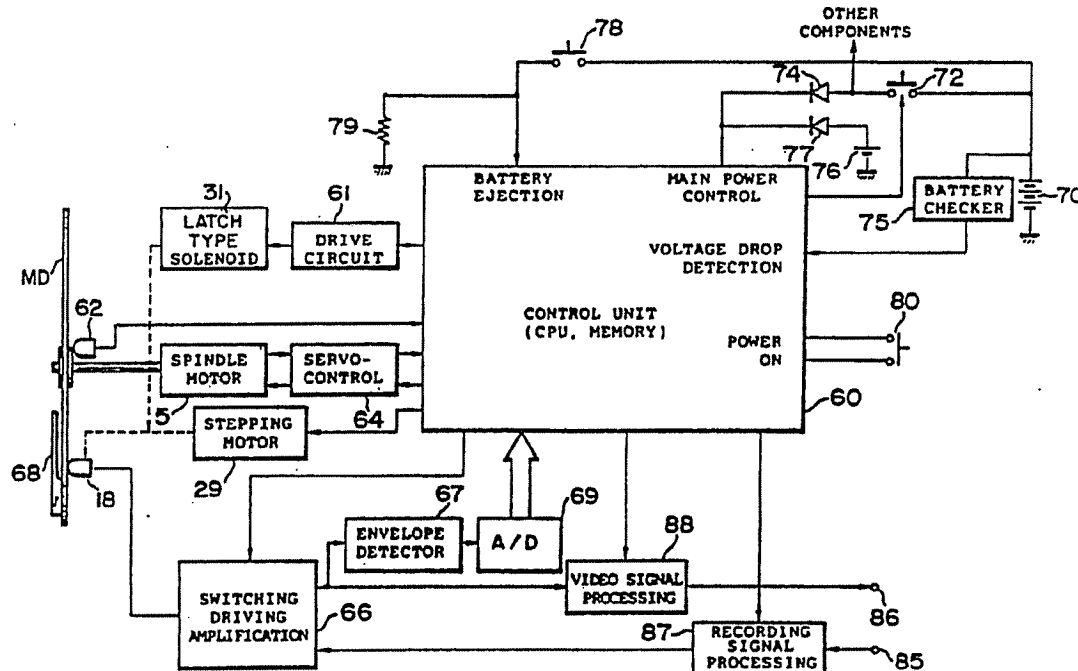 OTHER
COMPONENTS
78
74
72
79
77
76
BATTERY
EJECTION
MAIN POWER
CONTROL
BATTERY
CHECKER
75
70
31
LATCH
TYPE
SOLENOID
61
DRIVE
CIRCUIT
VOLTAGE DROP
DETECTION
MD
62
CONTROL UNIT
(CPU, MEMORY)
80
POWER
ON
SPINDLE
MOTOR
SERVO-
CONTROL
5
64
60
STEPPING
MOTOR
68
18
29
67
69
ENVELOPE
DETECTOR
A/D
88
VIDEO SIGNAL
PROCESSING
86
SWITCHING
DRIVING
AMPLIFICATION
66
87
RECORDING
SIGNAL
PROCESSING
85